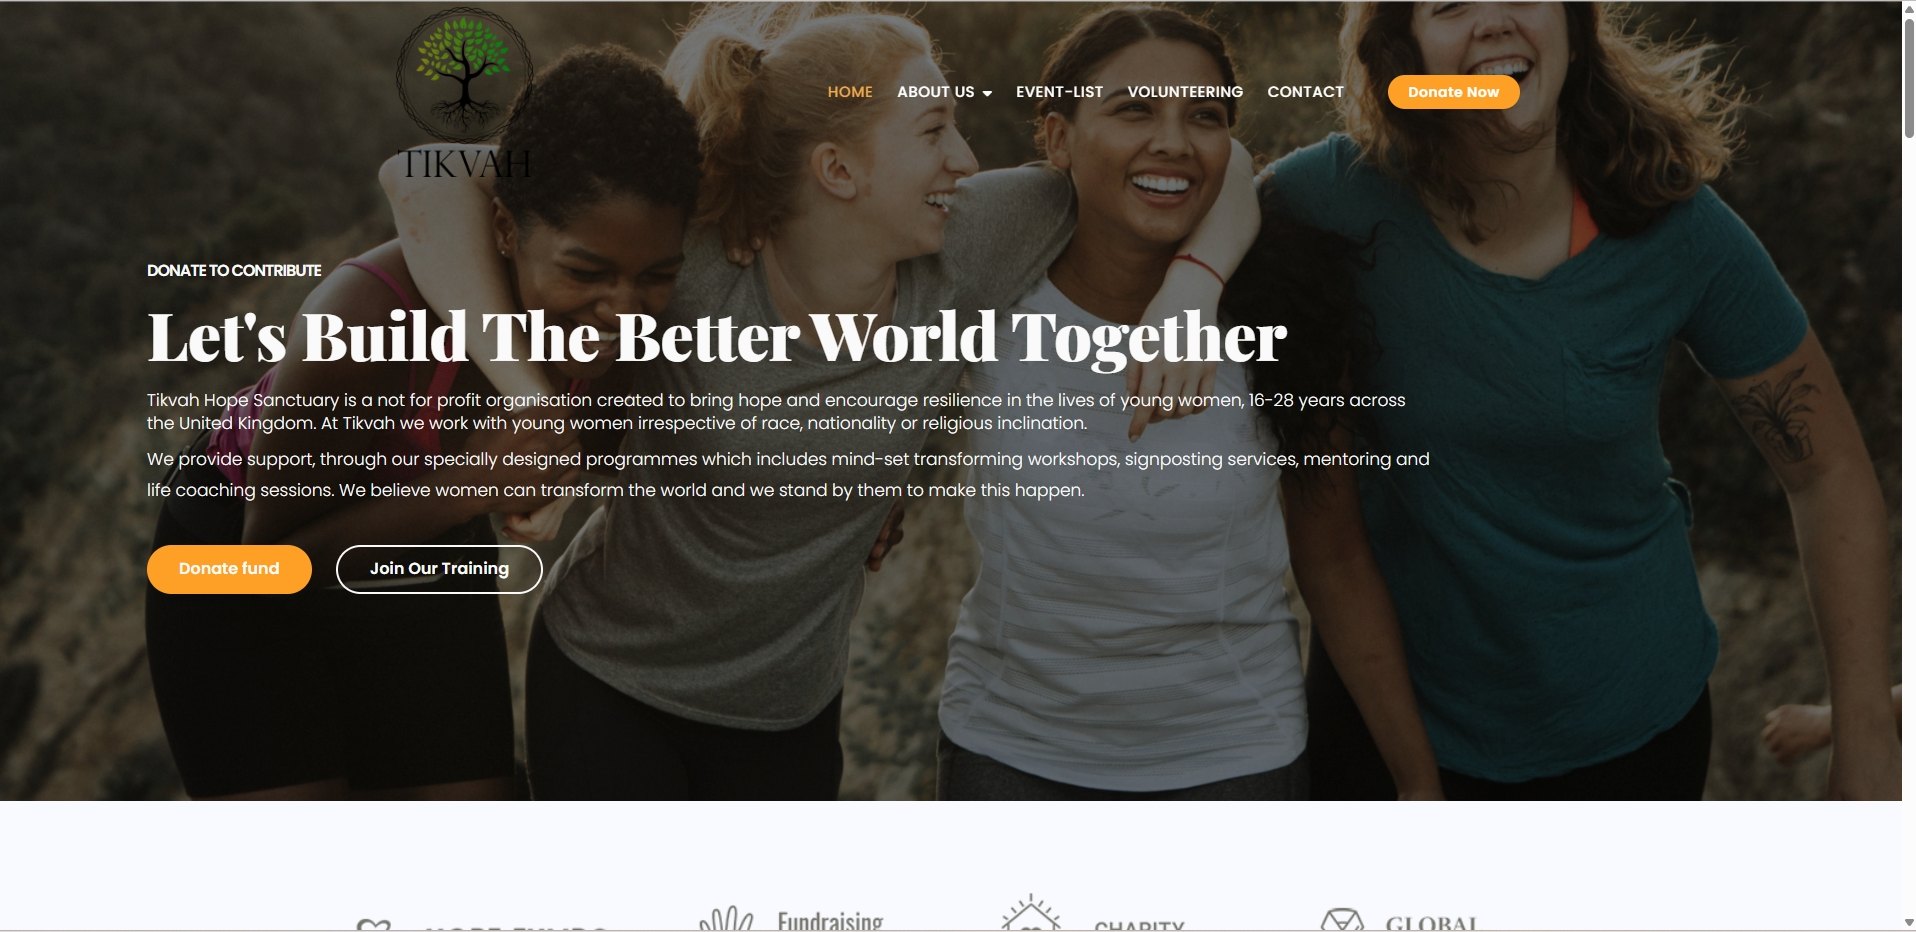 TIKVAH
HOME ABOUT US EVENT-LIST VOLUNTEERING CONTACT Donate Now
DONATE TO CONTRIBUTE
Let's Build The Better World Together
Tikvah Hope Sanctuary is a not for profit organisation created to bring hope and encourage resilience in the lives of young women, 16-28 years across
the United Kingdom. At Tikvah we work with young women irrespective of race, nationality or religious inclination.
We provide support, through our specially designed programmes which includes mind-set transforming workshops, signposting services, mentoring and
life coaching sessions. We believe women can transform the world and we stand by them to make this happen.
Donate fund Join Our Training
Fundraising CHARITY GLOBAL